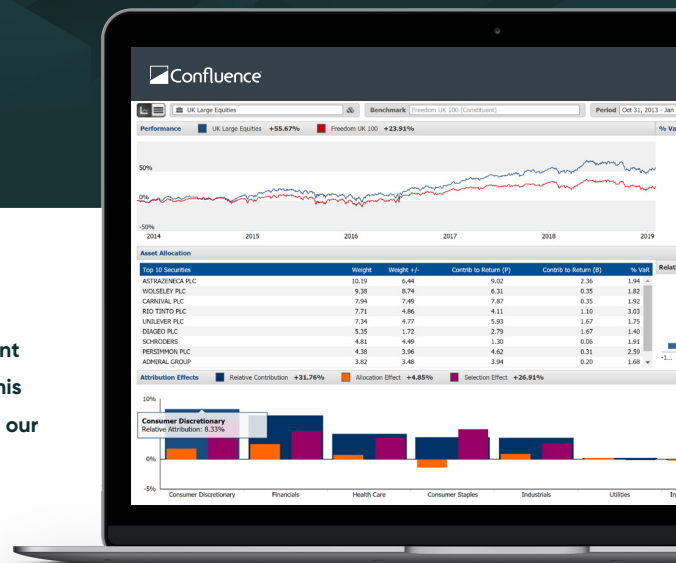 Confluence
UK Large Equities Benchmark Freedom UK 100 (Constituent) Period Oct 31, 2013 - Jan
Performance UK Large Equities +55.67% Freedom UK 100 +23.91% % Va
50%
0%
-50%
2014 2015 2016 2017 2018 2019
Asset Allocation
Top 10 Securities Weight Weight +/- Contrib to Return (P) Contrib to Return (B) % VaR Relati
ASTRAZENECA PLC 10.19 6.44 9.02 2.36 1.94
WOLSELEY PLC 9.38 8.74 6.31 0.35 1.82
CARNIVAL PLC 7.94 7.49 7.87 0.35 1.92
RIO TINTO PLC 7.71 4.86 4.11 1.10 3.03
UNILEVER PLC 7.34 4.77 5.93 1.67 1.75
DIAGEO PLC 5.35 1.72 2.79 1.67 1.40
SCHRODERS 4.81 4.49 1.30 0.06 1.91
PERSIMMON PLC 4.38 3.96 4.62 0.31 2.59
ADMIRAL GROUP 3.82 3.48 3.94 0.20 1.68
-1...
Attribution Effects Relative Contribution +31.76% Allocation Effect +4.85% Selection Effect +26.91%
10%
Consumer Discretionary
Relative Attribution: 8.33%
0%
-5%
Consumer Discretionary Financials Health Care Consumer Staples Industrials Utilities In
nt
his
our